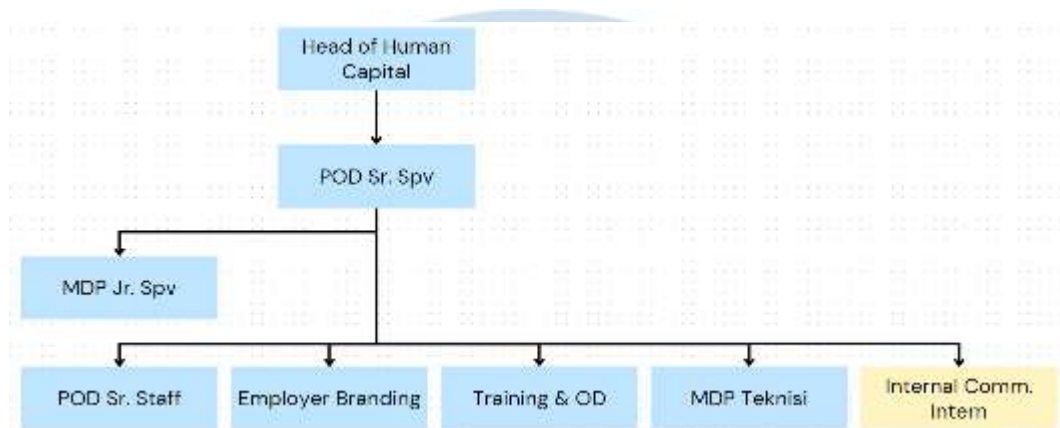 Head of Human
Capital
POD Sr. Spv
MDP Jr. Spv
POD Sr. Staff
Employer Branding
Training & OD
MDP Teknisi
Internal Comm.
Intern